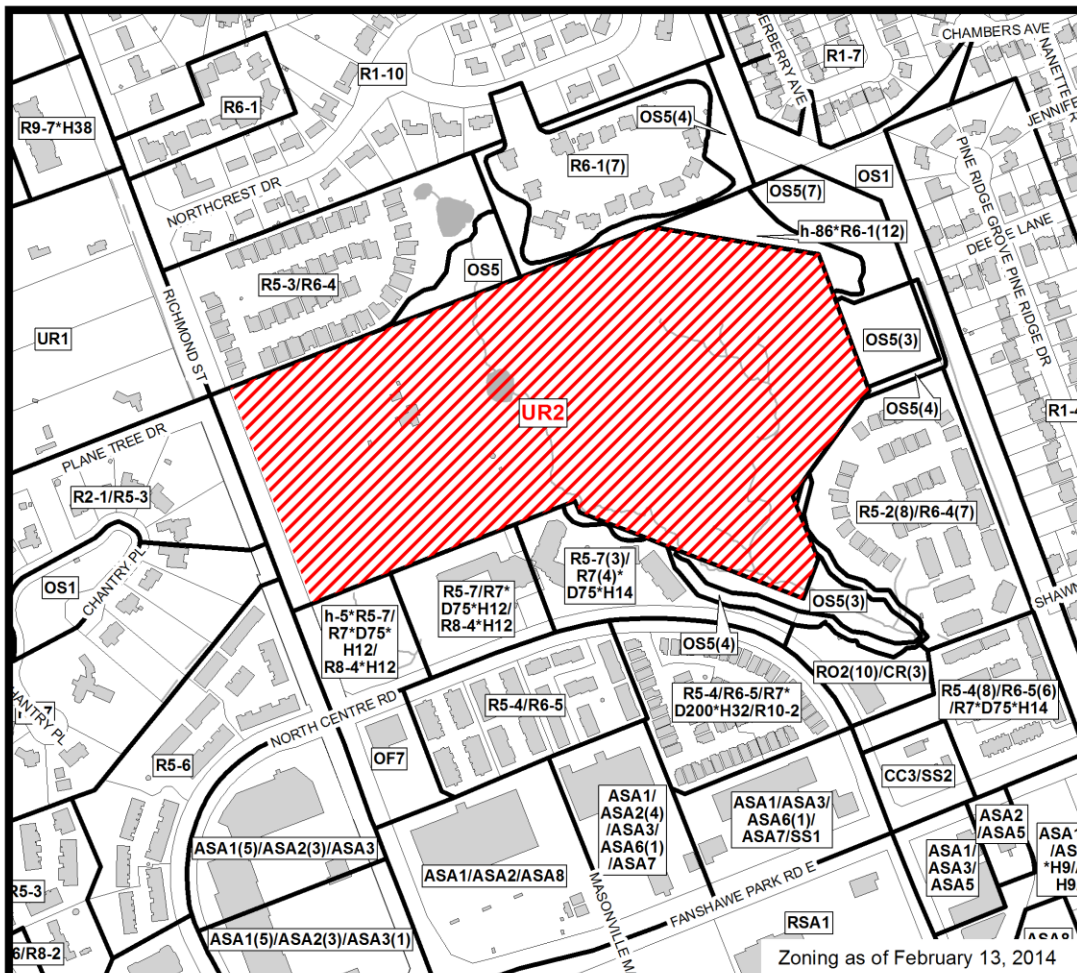 CHAMBERS AVE
R1-7
NANETTE
R1-10
R6-1
R9-7*H38
OS5(4)
JENNIFE
R6-1(7)
OS1
PINE RIDGE GROVE
OS5(7)
NORTHCREST DR
h-86*R6-1(12)
OS5
R5-3/R6-4
PINE RIDGE DR
RICHMOND ST
UR1
OS5(3)
OS5(4)
UR2
PLANE TREE DR
R2-1/R5-3
R5-2(8)/R6-4(7)
CHANTRY PL
OS1
R5-7/R7*
D75*H12/
R8-4*H12
R5-7(3)/
R7(4)*
D75*H14
h-5*R5-7/
R7*D75*
H12/
R8-4*H12
OS5(3)
OS5(4)
RO2(10)/CR(3)
R5-4(8)/R6-5(6)
/R7*D75*H14
R5-4/R6-5
R5-4/R6-5/R7*
D200*H32/R10-2
NORTH CENTRE RD
OF7
R5-6
CC3/SS2
ASA1/
ASA2(4)
/ASA3/
ASA6(1)
/ASA7
ASA1/ASA3/
ASA6(1)/
ASA7/SS1
ASA2
/ASA5
ASA1(5)/ASA2(3)/ASA3
ASA1/ASA2/ASA8
ASA1/
ASA3/
ASA5
R5-3
FANSHAWE PARK RD E
RSA1
ASA1(5)/ASA2(3)/ASA3(1)
6/R8-2
Zoning as of February 13, 2014